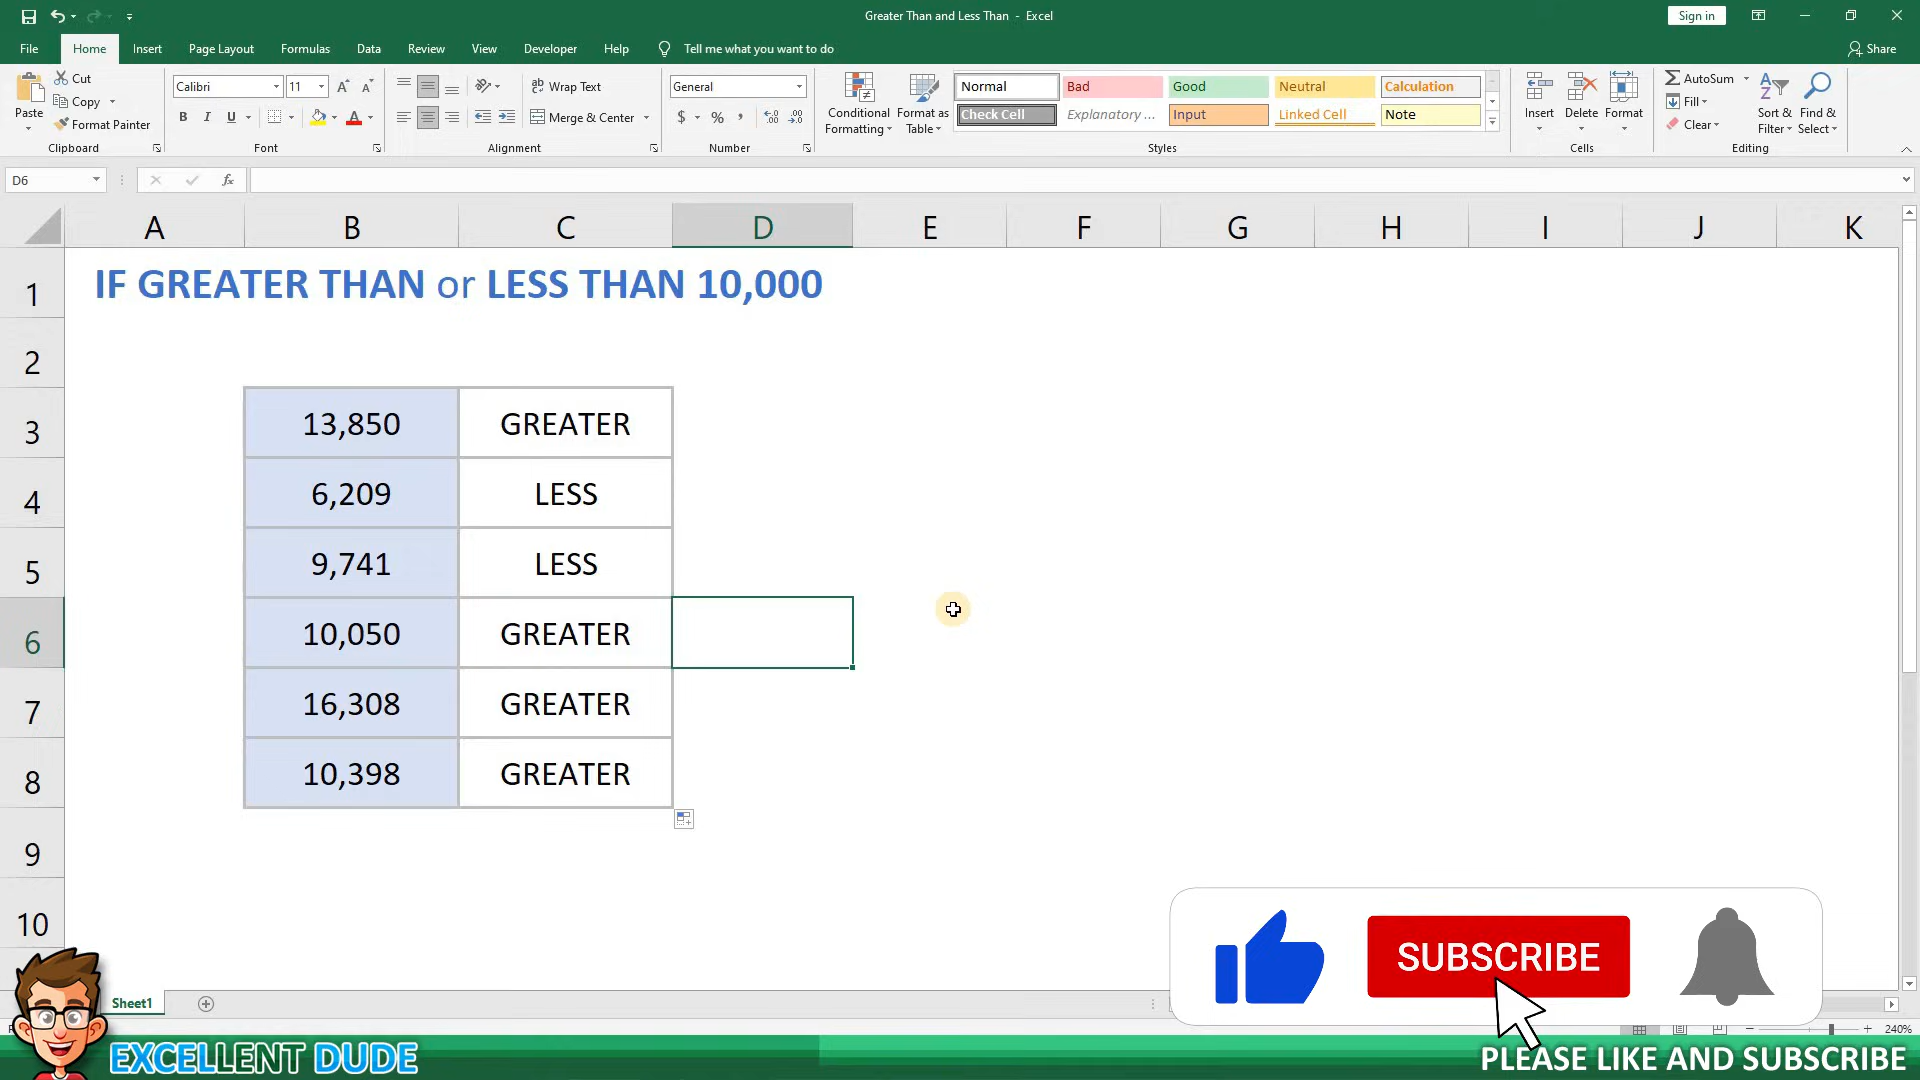 Greater Than and Less Than - Excel
Sign in
File Home Insert Page Layout Formulas Data Review View Developer Help Tell me what you want to do Share
Paste Cut Copy Format Painter
Clipboard
Calibri 11
B I U
Font
Wrap Text
Merge & Center
Alignment
General
$ % ,
Number
Conditional Formatting
Format as Table
Normal Bad Good Neutral Calculation
Check Cell Explanatory ... Input Linked Cell Note
Styles
Insert Delete Format
Cells
AutoSum
Fill
Clear
Sort & Filter
Find & Select
Editing
D6 fx
A B C D E F G H I J K
1 IF GREATER THAN or LESS THAN 10,000
2
3 13,850 GREATER
4 6,209 LESS
5 9,741 LESS
6 10,050 GREATER
7 16,308 GREATER
8 10,398 GREATER
9
10
SUBSCRIBE
Sheet1
240%
EXCELLENT DUDE
PLEASE LIKE AND SUBSCRIBE